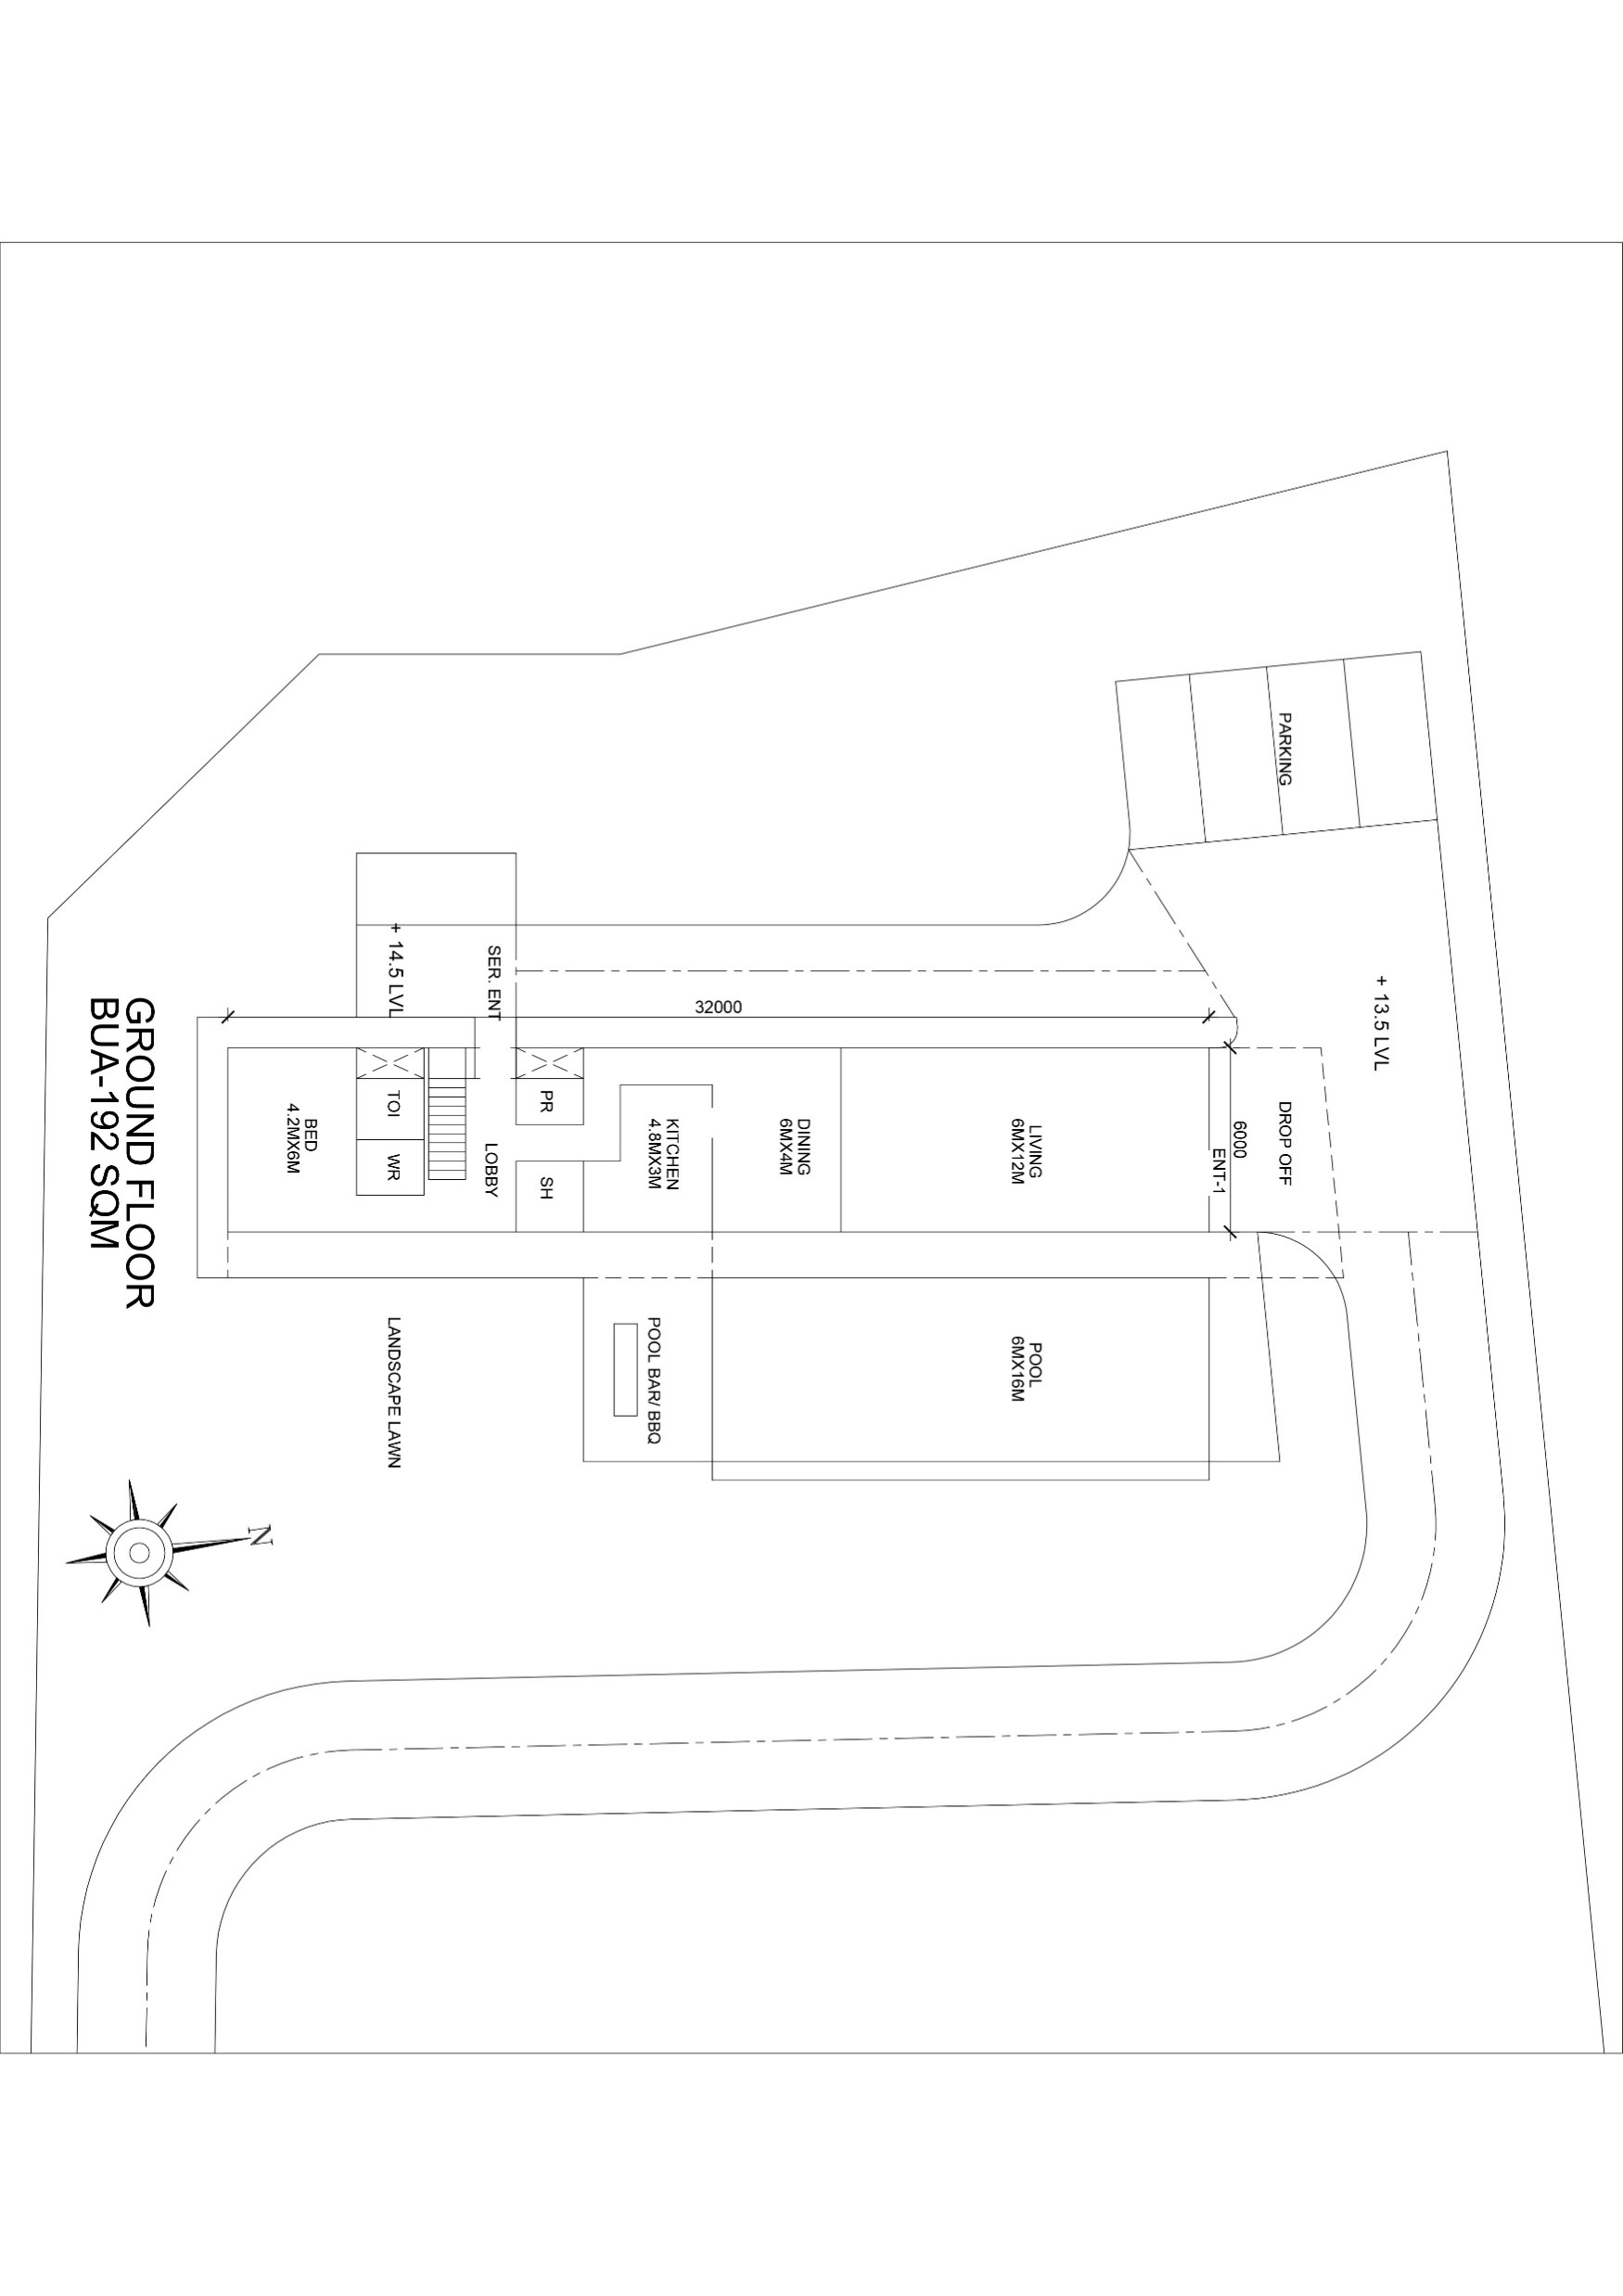 PARKING
+ 13.5 LVL
DROP OFF
6000
ENT-1
LIVING
6MX12M
POOL
6MX16M
DINING
6MX4M
32000
KITCHEN
4.8MX3M
POOL BAR/ BBQ
PR
SH
SER. ENT
LOBBY
+ 14.5 LVL
TOI
WR
LANDSCAPE LAWN
BED
4.2MX6M
N
GROUND FLOOR
BUA-192 SQM